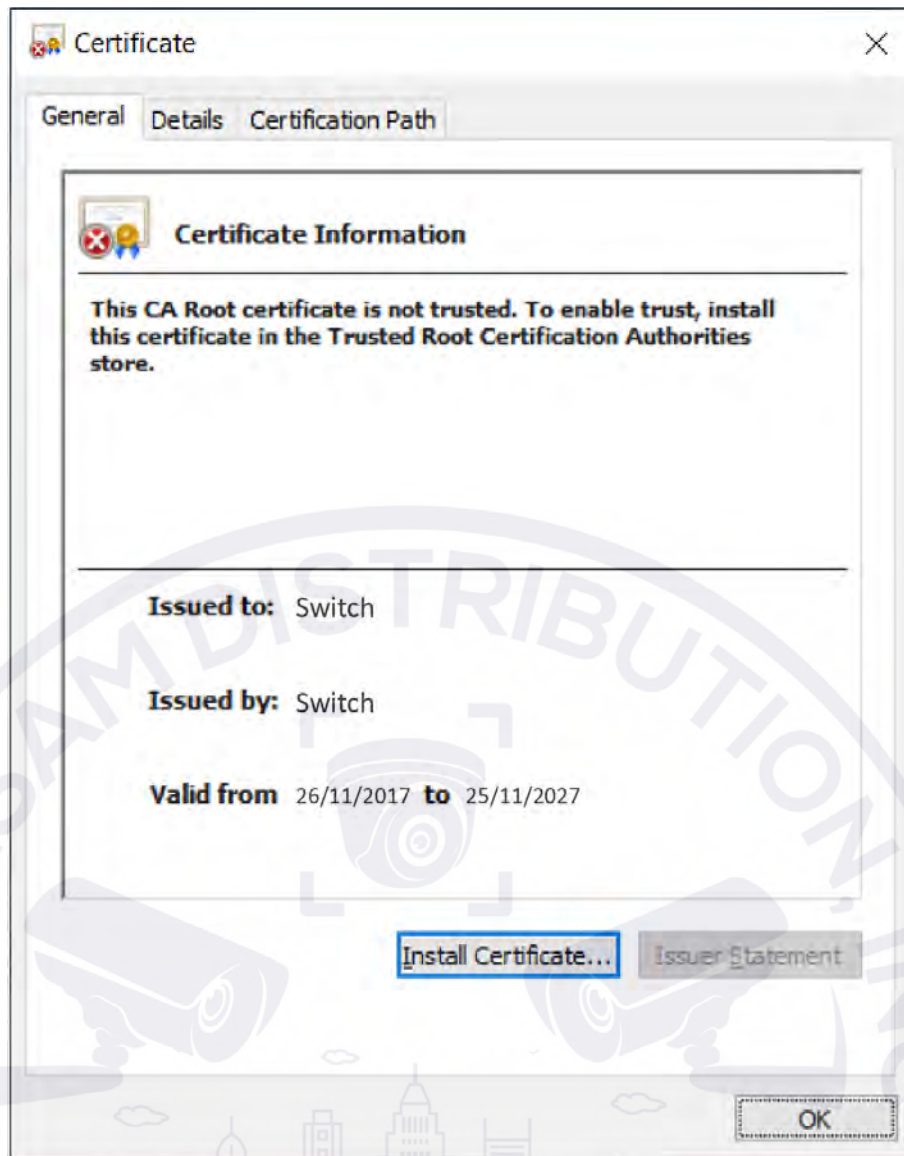 Certificate
General Details Certification Path
Certificate Information
This CA Root certificate is not trusted. To enable trust, install
this certificate in the Trusted Root Certification Authorities
store.
Issued to: Switch
Issued by: Switch
Valid from 26/11/2017 to 25/11/2027
Install Certificate... Issuer Statement
OK
SAM DISTRIBUTION,